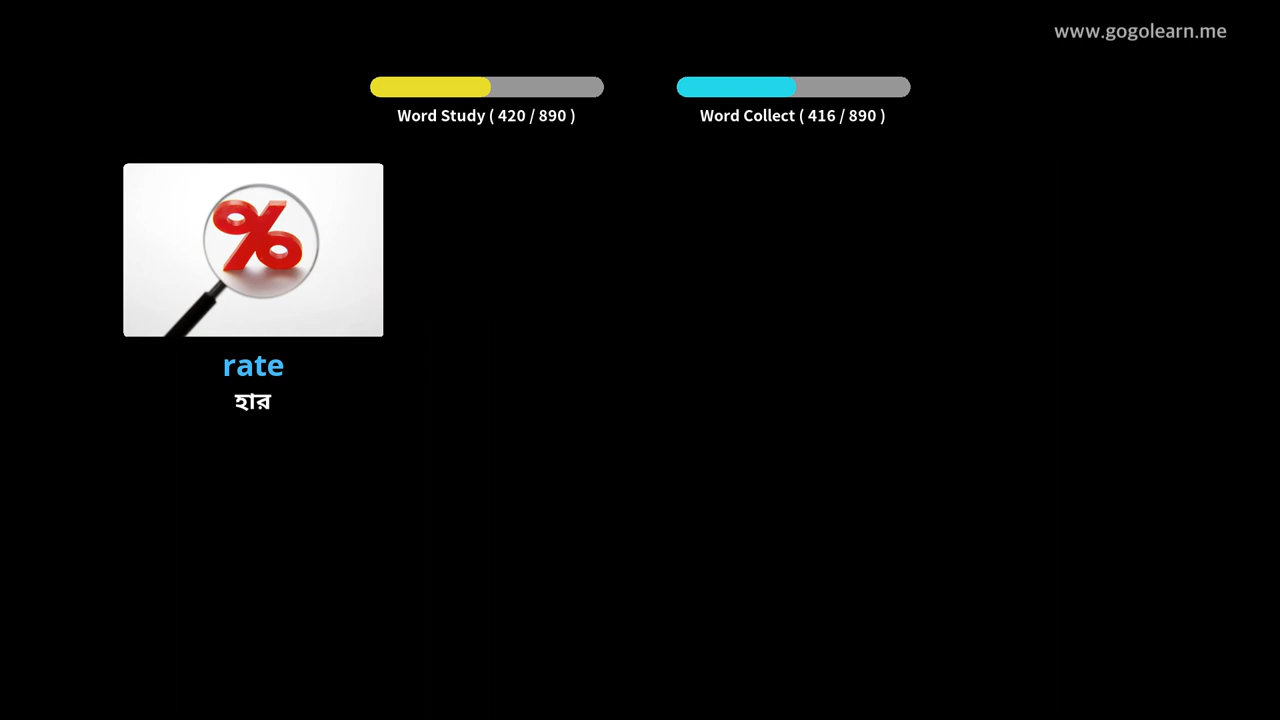 www.gogolearn.me
Word Study ( 420 / 890 )
Word Collect ( 416 / 890 )
%
rate
হার